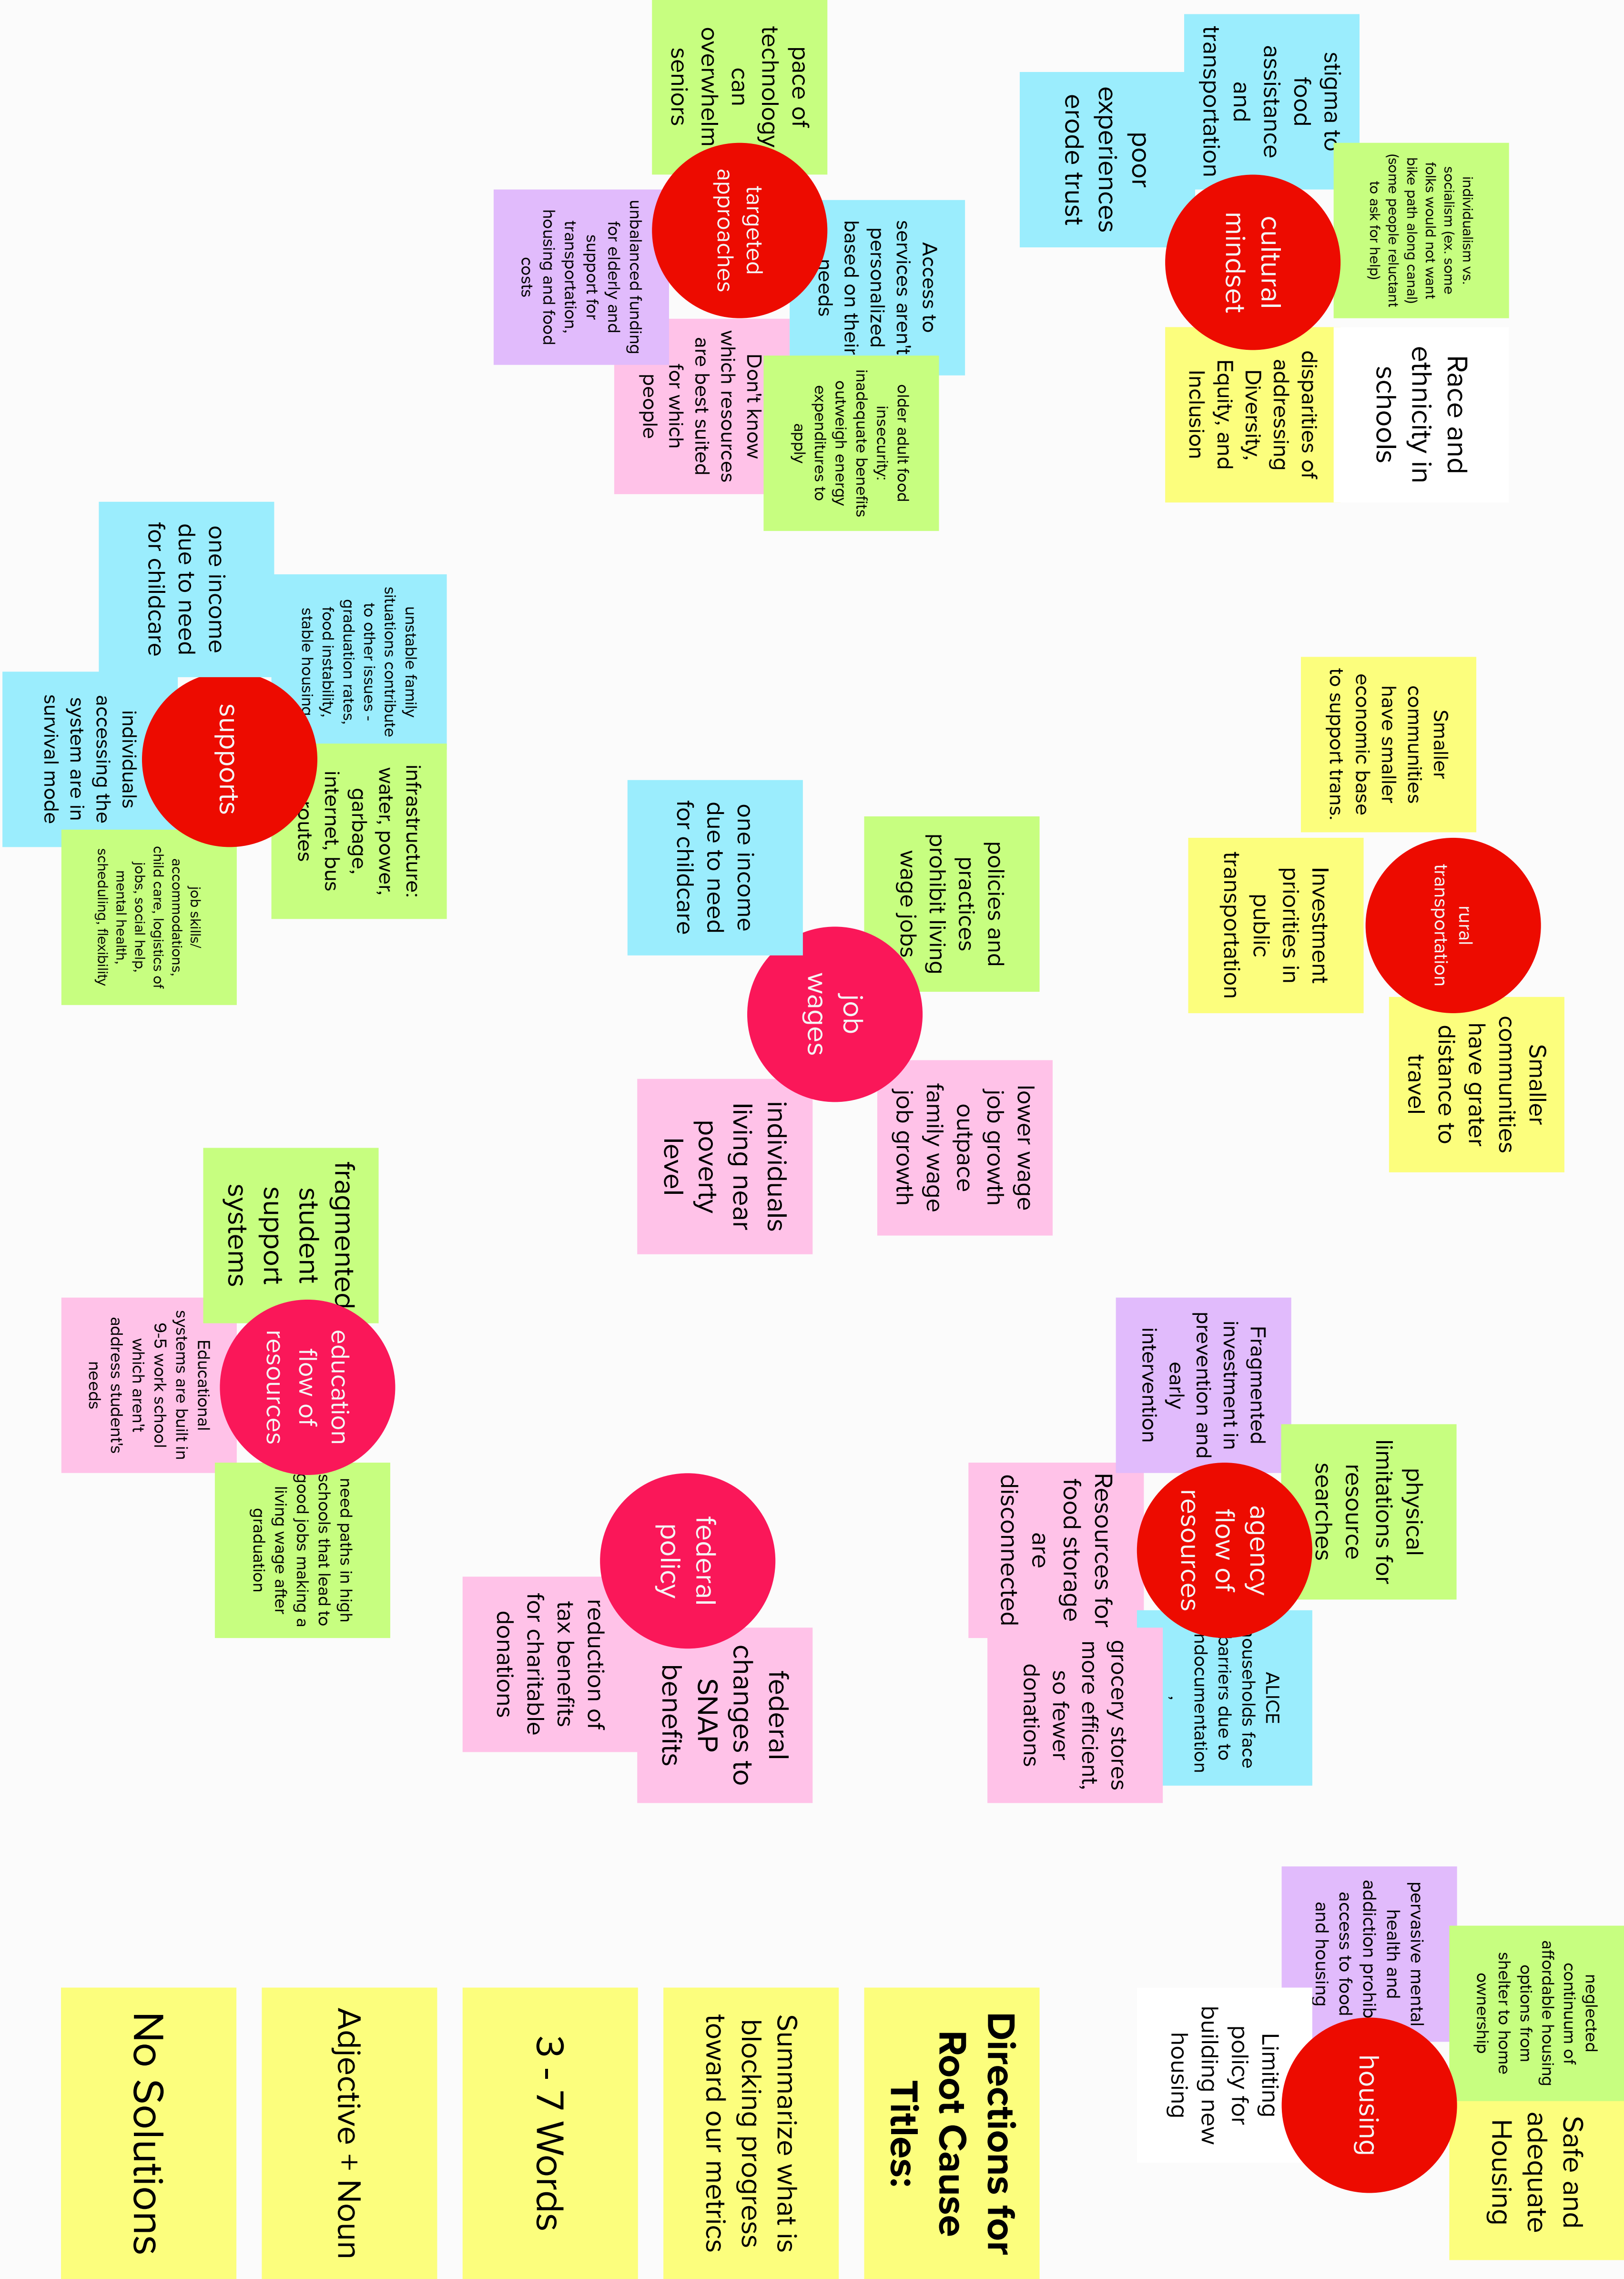 stigma to
food
assistance
and
transportation
individualism vs.
socialism (ex. some
folks would not want
bike path along canal)
(some people reluctant
to ask for help)
poor
experiences
erode trust
cultural
mindset
Race and
ethnicity in
schools
disparities of
addressing
Diversity,
Equity, and
Inclusion
pace of
technology
can
overwhelm
seniors
targeted
approaches
Access to
services aren't
personalized
based on their
needs
unbalanced funding
for elderly and
support for
transportation,
housing and food
costs
Don't know
which resources
are best suited
for which
people
older adult food
insecurity:
inadequate benefits
outweigh energy
expenditures to
apply
Smaller
communities
have smaller
economic base
to support trans.
rural
transportation
Investment
priorities in
public
transportation
Smaller
communities
have grater
distance to
travel
policies and
practices
prohibit living
wage jobs
one income
due to need
for childcare
job
wages
lower wage
job growth
outpace
family wage
job growth
individuals
living near
poverty
level
one income
due to need
for childcare
unstable family
situations contribute
to other issues -
graduation rates,
food instability,
stable housing
supports
individuals
accessing the
system are in
survival mode
infrastructure:
water, power,
garbage,
internet, bus
routes
job skills/
accommodations,
child care, logistics of
jobs, social help,
mental health,
scheduling, flexibility
Fragmented
investment in
prevention and
early
intervention
physical
limitations for
resource
searches
agency
flow of
resources
Resources for
food storage
are
disconnected
ALICE
households face
barriers due to
documentation
,
grocery stores
more efficient,
so fewer
donations
federal
policy
federal
changes to
SNAP
benefits
reduction of
tax benefits
for charitable
donations
fragmented
student
support
systems
education
flow of
resources
Educational
systems are built in
9-5 work school
which aren't
address student's
needs
need paths in high
schools that lead to
good jobs making a
living wage after
graduation
neglected
continuum of
affordable housing
options from
shelter to home
ownership
pervasive mental
health and
addiction prohib
access to food
and housing
housing
Safe and
adequate
Housing
Limiting
policy for
building new
housing
Directions for
Root Cause
Titles:
Summarize what is
blocking progress
toward our metrics
3 - 7 Words
Adjective + Noun
No Solutions